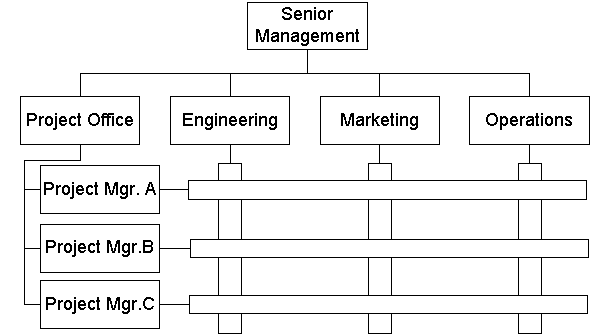 Senior
Management
Project Office
Engineering
Marketing
Operations
Project Mgr. A
Project Mgr.B
Project Mgr.C